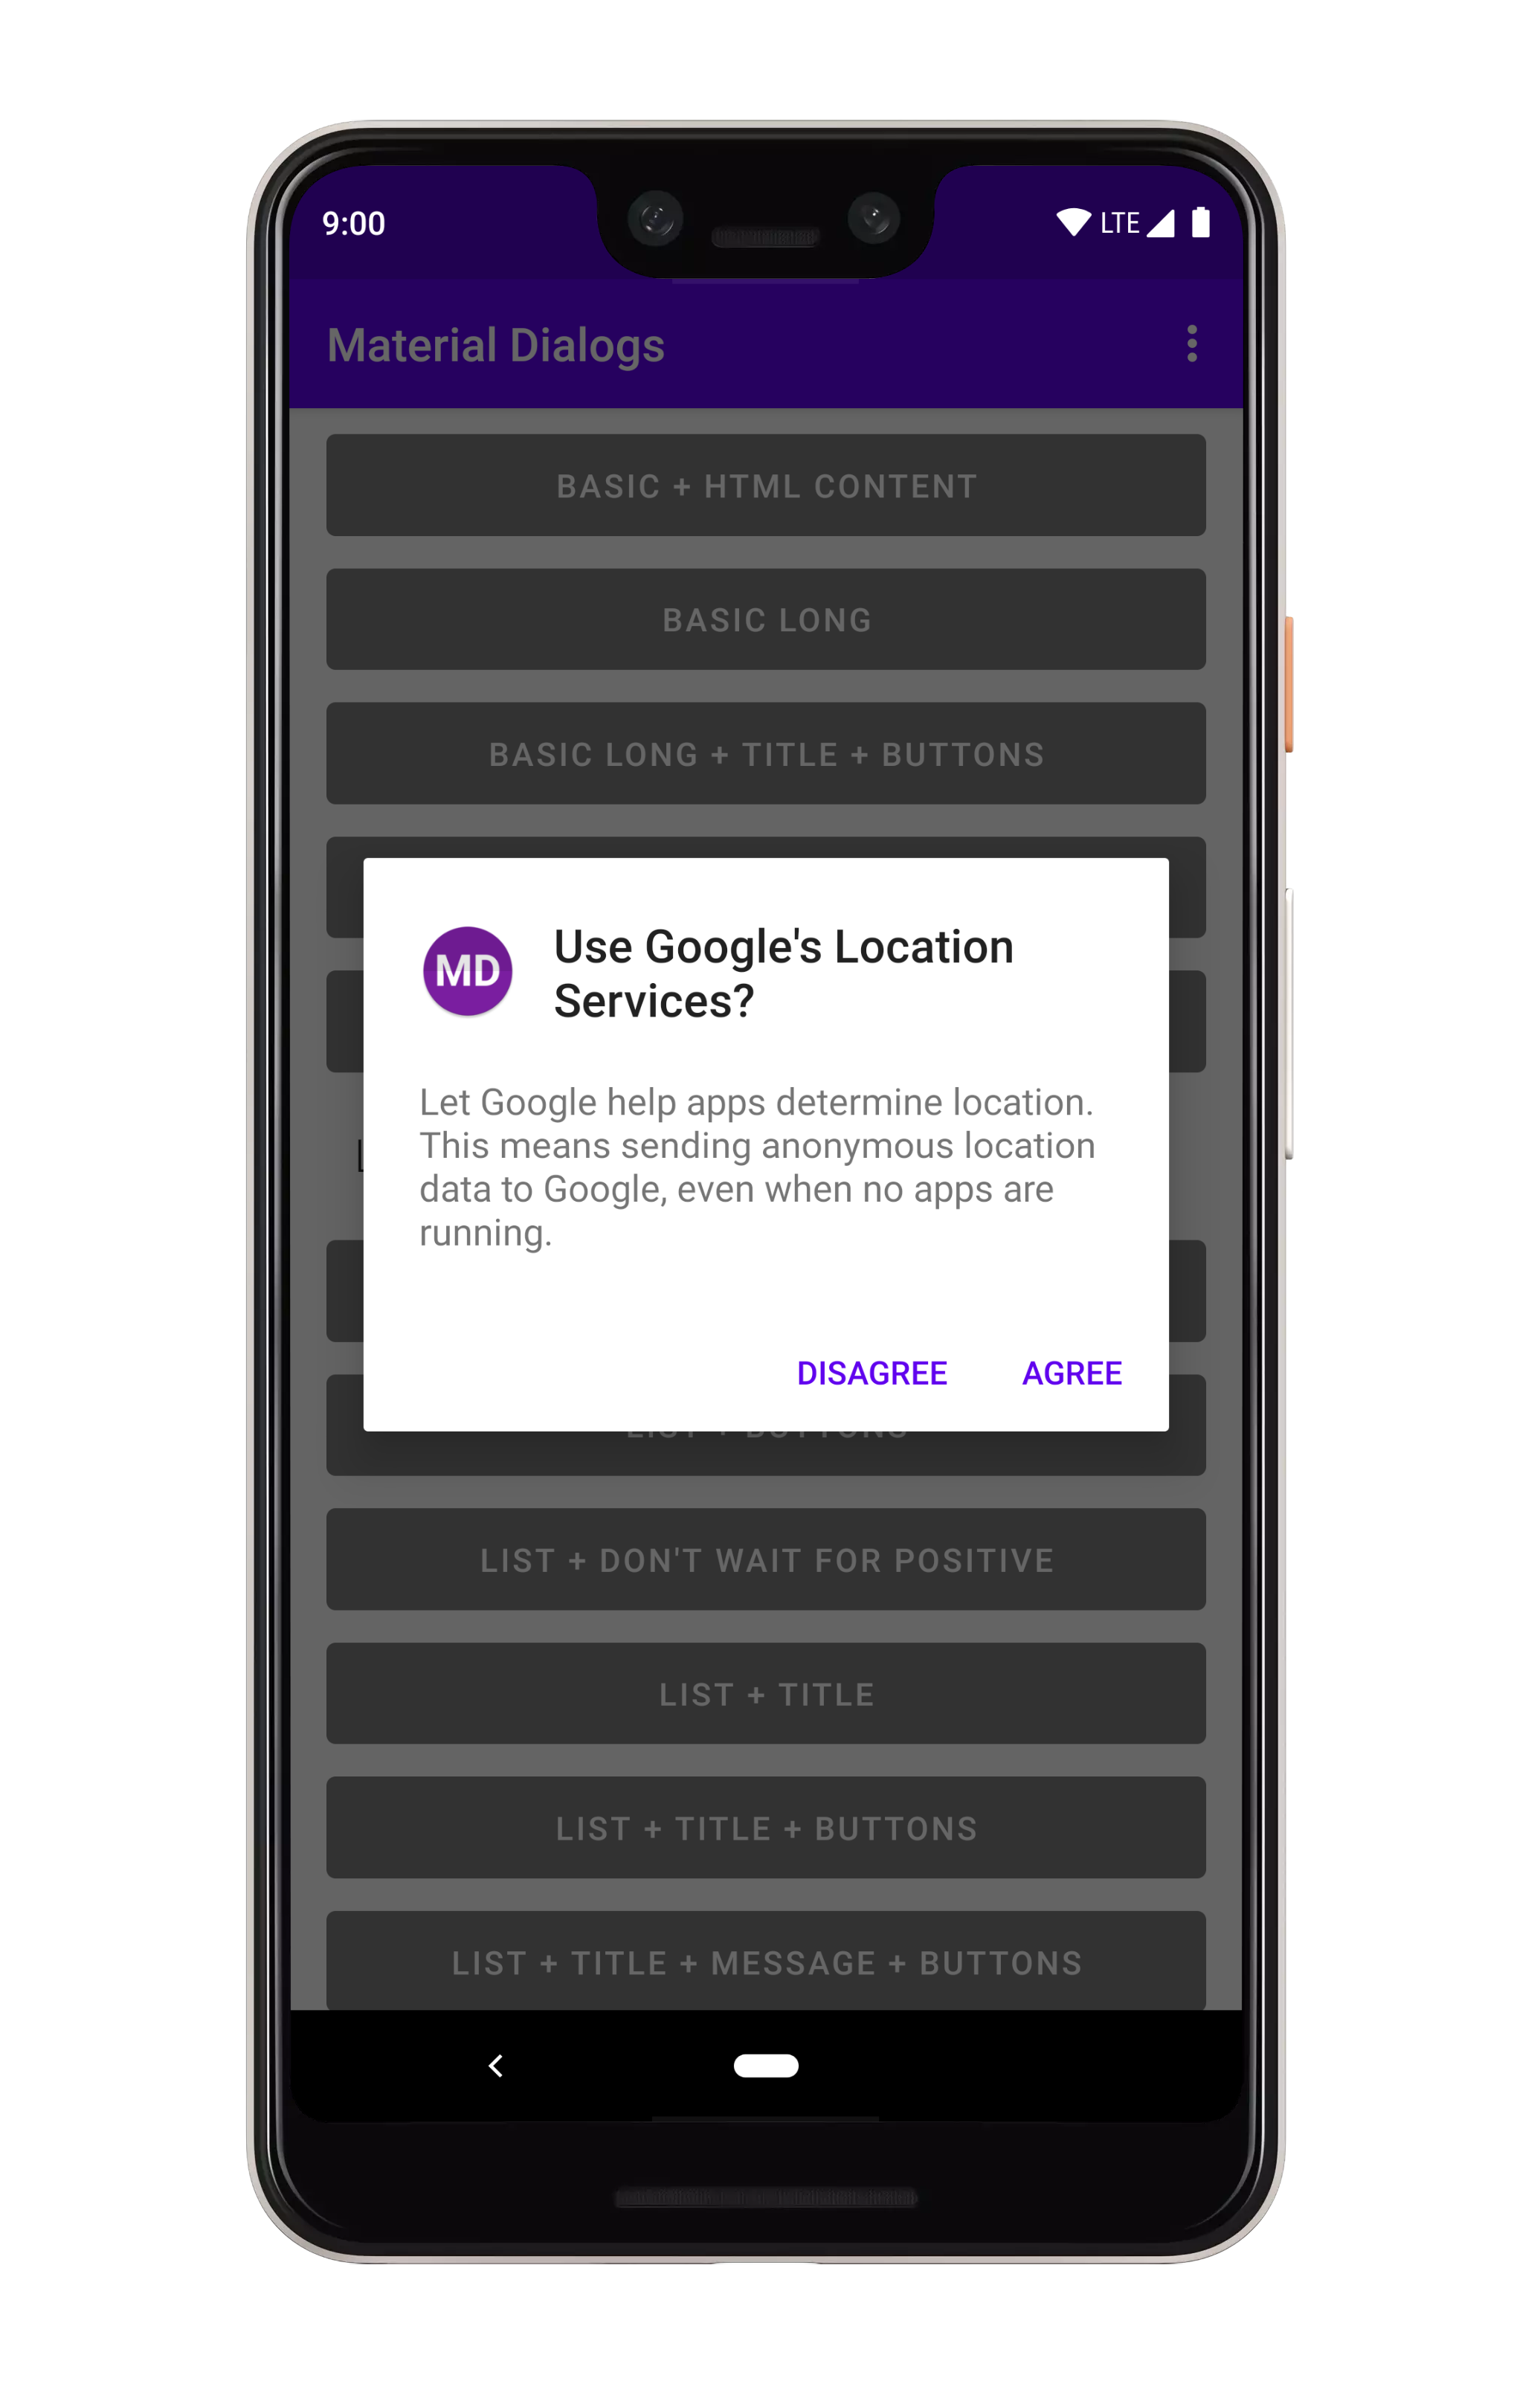 9:00 LTE
Material Dialogs
BASIC + HTML CONTENT
BASIC LONG
BASIC LONG + TITLE + BUTTONS
MD
Use Google's Location
Services?
Let Google help apps determine location.
This means sending anonymous location
data to Google, even when no apps are
running.
DISAGREE AGREE
LIST + BUTTONS
LIST + DON'T WAIT FOR POSITIVE
LIST + TITLE
LIST + TITLE + BUTTONS
LIST + TITLE + MESSAGE + BUTTONS